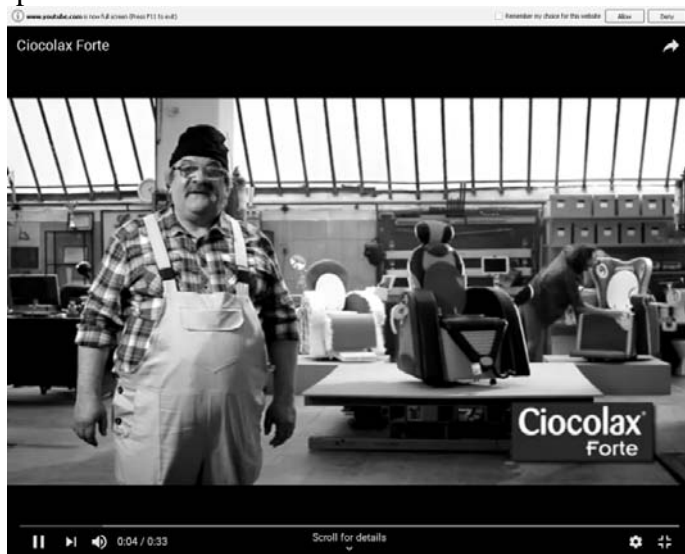 www.youtube.com is now full screen (Press F11 to exit)
Remember my choice for this website
Allow
Deny
Ciocolax Forte
Ciocolax
Forte
0:04 / 0:33
Scroll for details